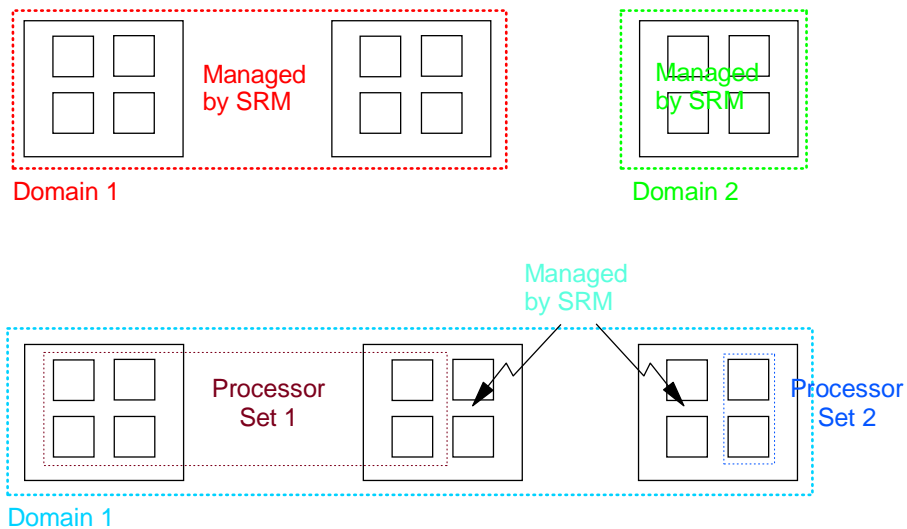 Managed
by SRM
Managed
by SRM
Domain 1
Domain 2
Managed
by SRM
Processor
Set 1
Processor
Set 2
Domain 1